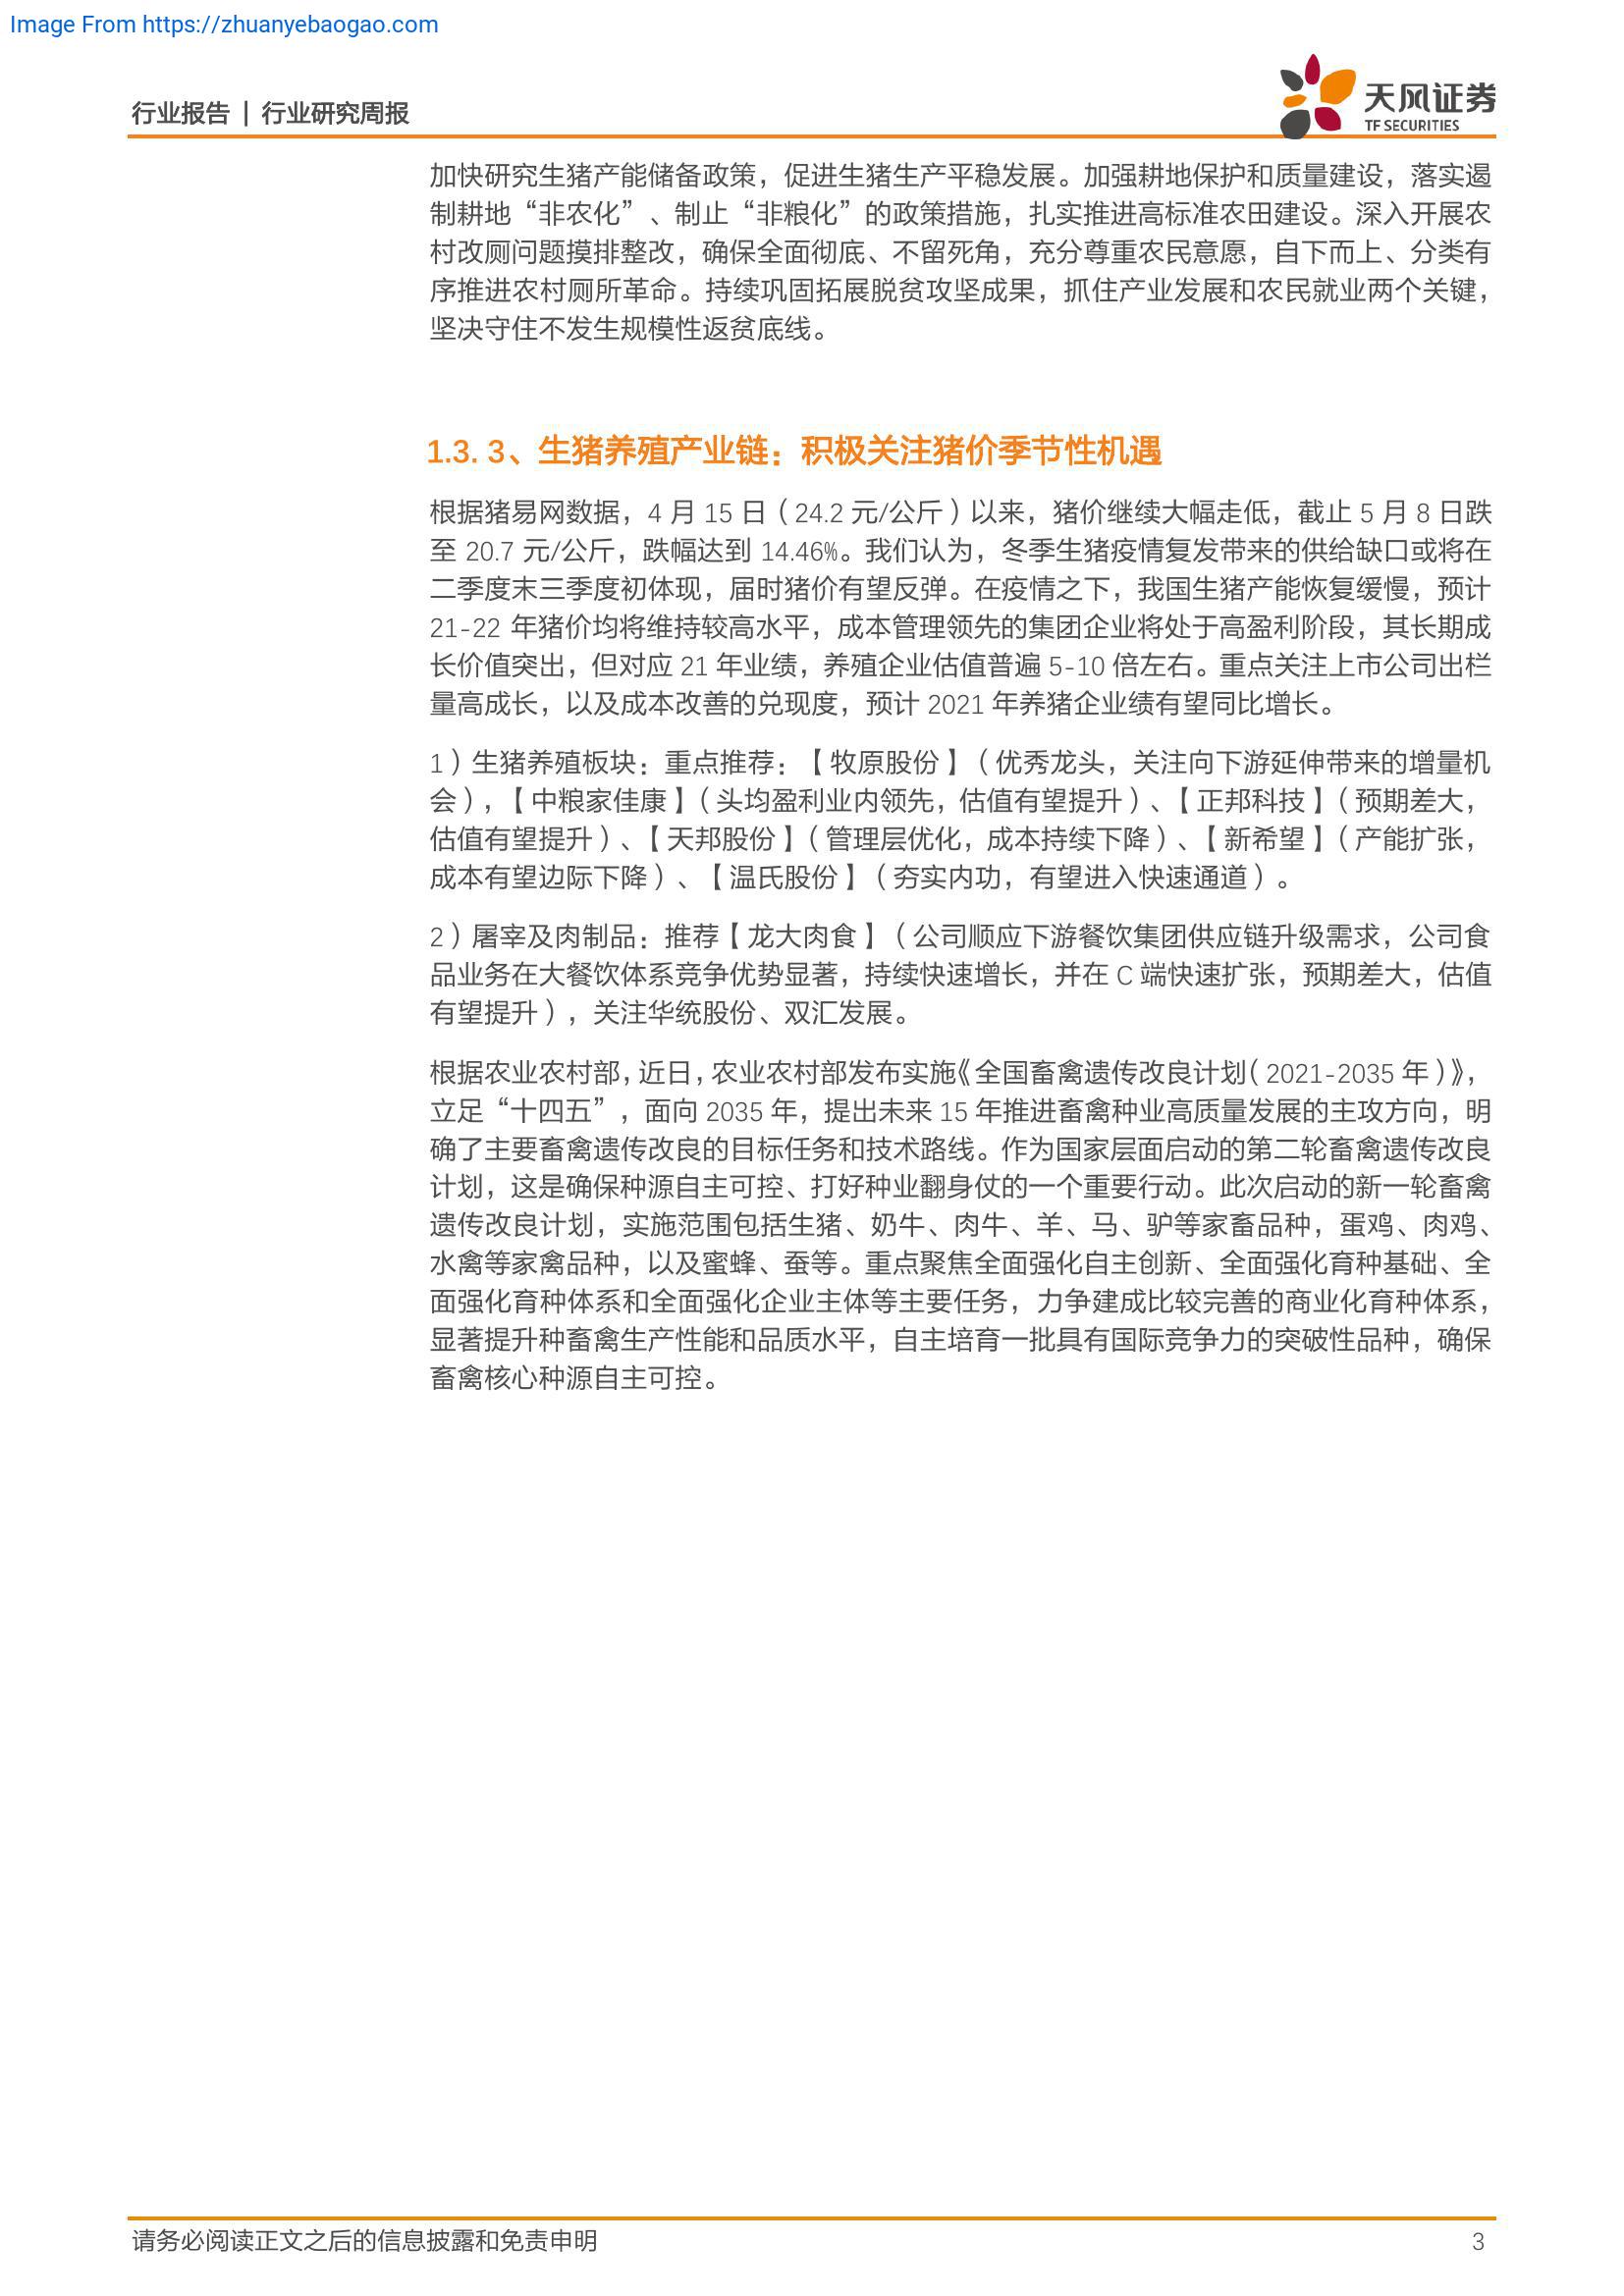 Image From https://zhuanyebaogao.com
行业报告 | 行业研究周报
天风证券
TF SECURITIES
加快研究生猪产能储备政策，促进生猪生产平稳发展。加强耕地保护和质量建设，落实遏
制耕地“非农化”、制止“非粮化”的政策措施，扎实推进高标准农田建设。深入开展农
村改厕问题摸排整改，确保全面彻底、不留死角，充分尊重农民意愿，自下而上、分类有
序推进农村厕所革命。持续巩固拓展脱贫攻坚成果，抓住产业发展和农民就业两个关键，
坚决守住不发生规模性返贫底线。
1.3. 3、生猪养殖产业链：积极关注猪价季节性机遇
根据猪易网数据，4 月 15 日（24.2 元/公斤）以来，猪价继续大幅走低，截止 5 月 8 日跌
至 20.7 元/公斤，跌幅达到 14.46%。我们认为，冬季生猪疫情复发带来的供给缺口或将在
二季度末三季度初体现，届时猪价有望反弹。在疫情之下，我国生猪产能恢复缓慢，预计
21-22 年猪价均将维持较高水平，成本管理领先的集团企业将处于高盈利阶段，其长期成
长价值突出，但对应 21 年业绩，养殖企业估值普遍 5-10 倍左右。重点关注上市公司出栏
量高成长，以及成本改善的兑现度，预计 2021 年养猪企业绩有望同比增长。
1）生猪养殖板块：重点推荐：【牧原股份】（优秀龙头，关注向下游延伸带来的增量机
会），【中粮家佳康】（头均盈利业内领先，估值有望提升）、【正邦科技】（预期差大，
估值有望提升）、【天邦股份】（管理层优化，成本持续下降）、【新希望】（产能扩张，
成本有望边际下降）、【温氏股份】（夯实内功，有望进入快速通道）。
2）屠宰及肉制品：推荐【龙大肉食】（公司顺应下游餐饮集团供应链升级需求，公司食
品业务在大餐饮体系竞争优势显著，持续快速增长，并在 C 端快速扩张，预期差大，估值
有望提升），关注华统股份、双汇发展。
根据农业农村部，近日，农业农村部发布实施《全国畜禽遗传改良计划（2021-2035 年）》，
立足“十四五”，面向 2035 年，提出未来 15 年推进畜禽种业高质量发展的主攻方向，明
确了主要畜禽遗传改良的目标任务和技术路线。作为国家层面启动的第二轮畜禽遗传改良
计划，这是确保种源自主可控、打好种业翻身仗的一个重要行动。此次启动的新一轮畜禽
遗传改良计划，实施范围包括生猪、奶牛、肉牛、羊、马、驴等家畜品种，蛋鸡、肉鸡、
水禽等家禽品种，以及蜜蜂、蚕等。重点聚焦全面强化自主创新、全面强化育种基础、全
面强化育种体系和全面强化企业主体等主要任务，力争建成比较完善的商业化育种体系，
显著提升种畜禽生产性能和品质水平，自主培育一批具有国际竞争力的突破性品种，确保
畜禽核心种源自主可控。
请务必阅读正文之后的信息披露和免责申明
3